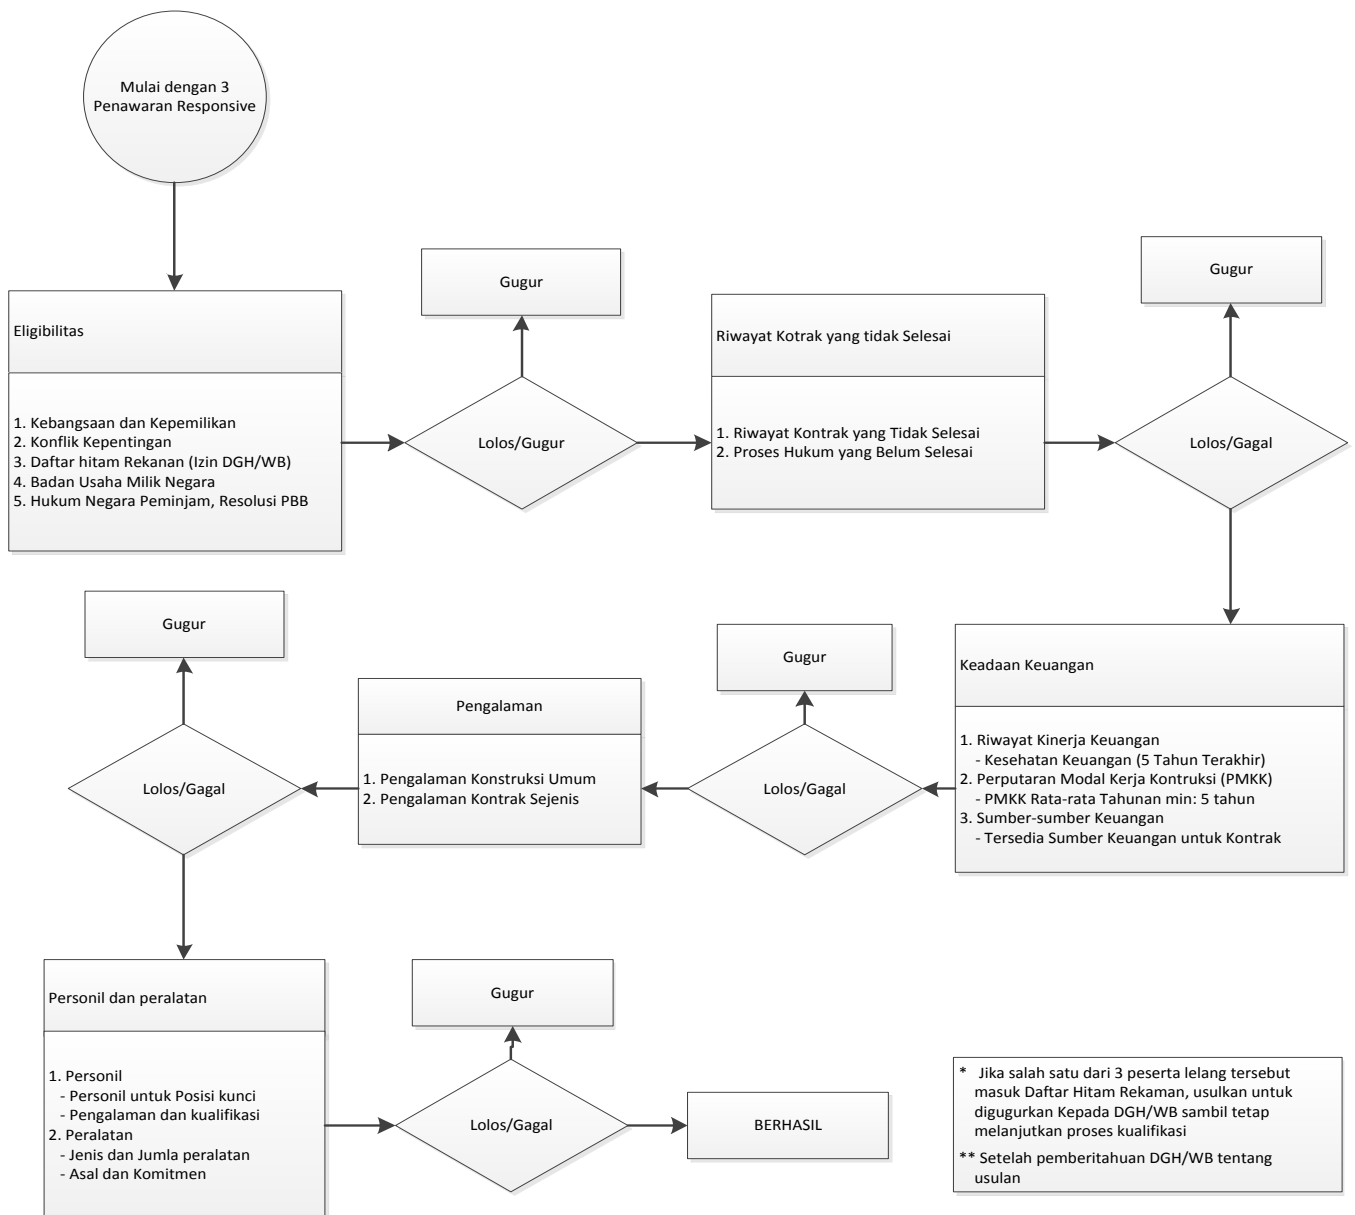 Mulai dengan 3
Penawaran Responsive
Eligibilitas
1. Kebangsaan dan Kepemilikan
2. Konflik Kepentingan
3. Daftar hitam Rekanan (Izin DGH/WB)
4. Badan Usaha Milik Negara
5. Hukum Negara Peminjam, Resolusi PBB
Gugur
Lolos/Gugur
Riwayat Kotrak yang tidak Selesai
1. Riwayat Kontrak yang Tidak Selesai
2. Proses Hukum yang Belum Selesai
Gugur
Lolos/Gagal
Keadaan Keuangan
1. Riwayat Kinerja Keuangan
- Kesehatan Keuangan (5 Tahun Terakhir)
2. Perputaran Modal Kerja Kontruksi (PMKK)
- PMKK Rata-rata Tahunan min: 5 tahun
3. Sumber-sumber Keuangan
- Tersedia Sumber Keuangan untuk Kontrak
Gugur
Lolos/Gagal
Pengalaman
1. Pengalaman Konstruksi Umum
2. Pengalaman Kontrak Sejenis
Gugur
Lolos/Gagal
Personil dan peralatan
1. Personil
- Personil untuk Posisi kunci
- Pengalaman dan kualifikasi
2. Peralatan
- Jenis dan Jumla peralatan
- Asal dan Komitmen
Gugur
Lolos/Gagal
BERHASIL
* Jika salah satu dari 3 peserta lelang tersebut
masuk Daftar Hitam Rekaman, usulkan untuk
digugurkan Kepada DGH/WB sambil tetap
melanjutkan proses kualifikasi
** Setelah pemberitahuan DGH/WB tentang
usulan